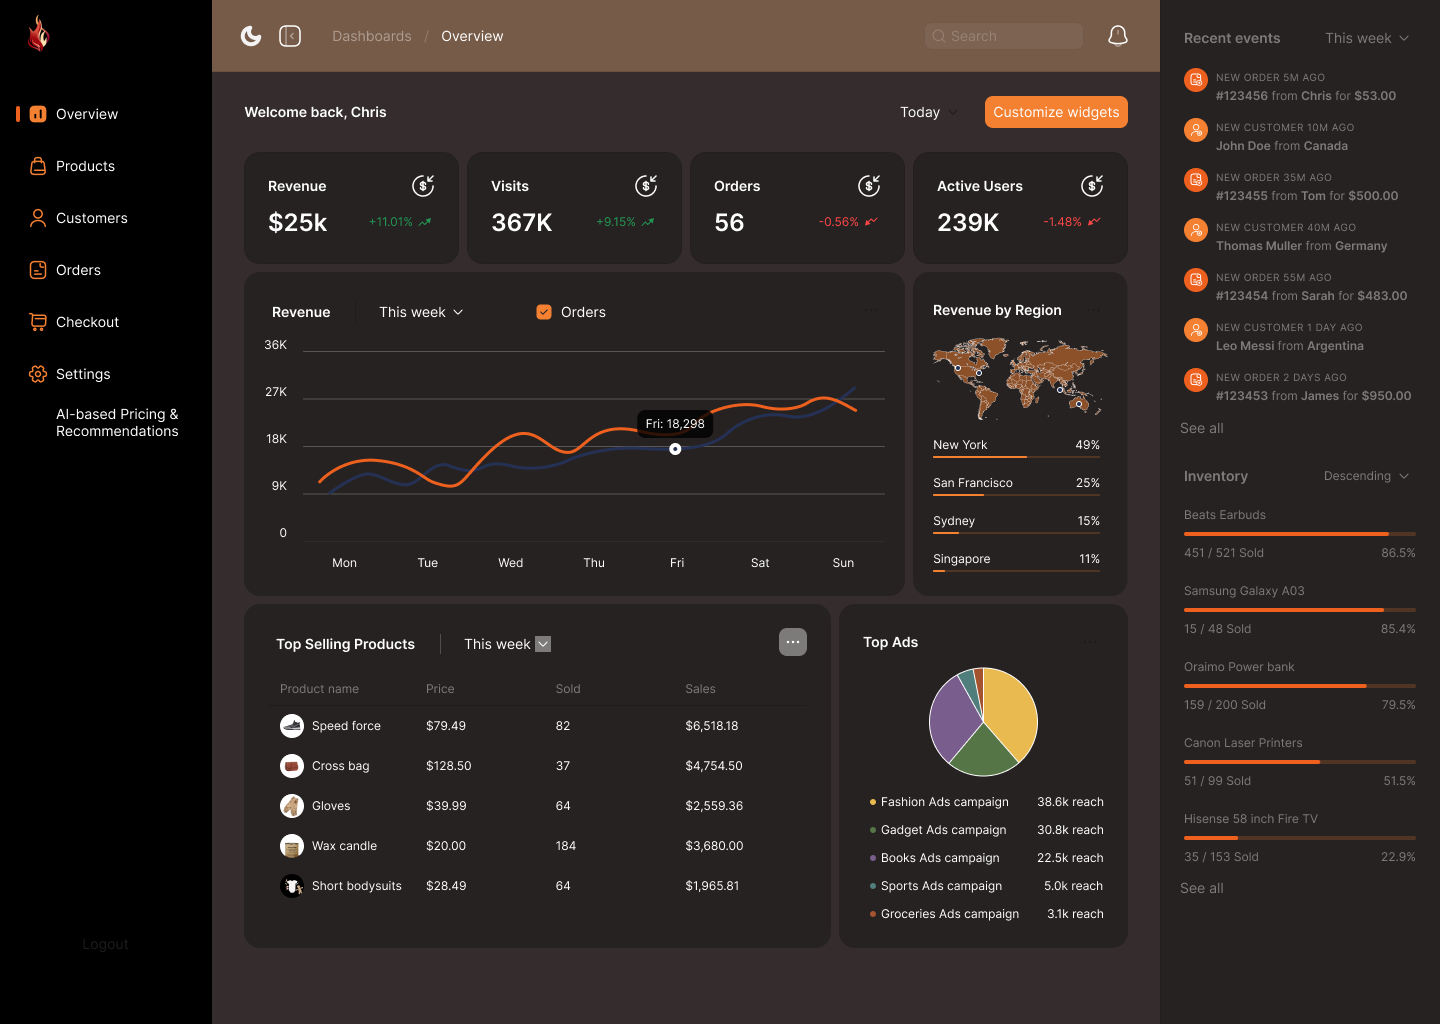 Overview
Products
Customers
Orders
Checkout
Settings
AI-based Pricing &
Recommendations
Logout
Dashboards / Overview
Search
Welcome back, Chris
Today
Customize widgets
Revenue
$25k
+11.01%
Visits
367K
+9.15%
Orders
56
-0.56%
Active Users
239K
-1.48%
Revenue
This week
Orders
36K
27K
18K
9K
0
Fri: 18,298
Mon Tue Wed Thu Fri Sat Sun
Revenue by Region
New York 49%
San Francisco 25%
Sydney 15%
Singapore 11%
Top Selling Products
This week
Product name Price Sold Sales
Speed force $79.49 82 $6,518.18
Cross bag $128.50 37 $4,754.50
Gloves $39.99 64 $2,559.36
Wax candle $20.00 184 $3,680.00
Short bodysuits $28.49 64 $1,965.81
Top Ads
Fashion Ads campaign 38.6k reach
Gadget Ads campaign 30.8k reach
Books Ads campaign 22.5k reach
Sports Ads campaign 5.0k reach
Groceries Ads campaign 3.1k reach
Recent events
This week
NEW ORDER 5M AGO
#123456 from Chris for $53.00
NEW CUSTOMER 10M AGO
John Doe from Canada
NEW ORDER 35M AGO
#123455 from Tom for $500.00
NEW CUSTOMER 40M AGO
Thomas Muller from Germany
NEW ORDER 55M AGO
#123454 from Sarah for $483.00
NEW CUSTOMER 1 DAY AGO
Leo Messi from Argentina
NEW ORDER 2 DAYS AGO
#123453 from James for $950.00
See all
Inventory
Descending
Beats Earbuds
451 / 521 Sold 86.5%
Samsung Galaxy A03
15 / 48 Sold 85.4%
Oraimo Power bank
159 / 200 Sold 79.5%
Canon Laser Printers
51 / 99 Sold 51.5%
Hisense 58 inch Fire TV
35 / 153 Sold 22.9%
See all